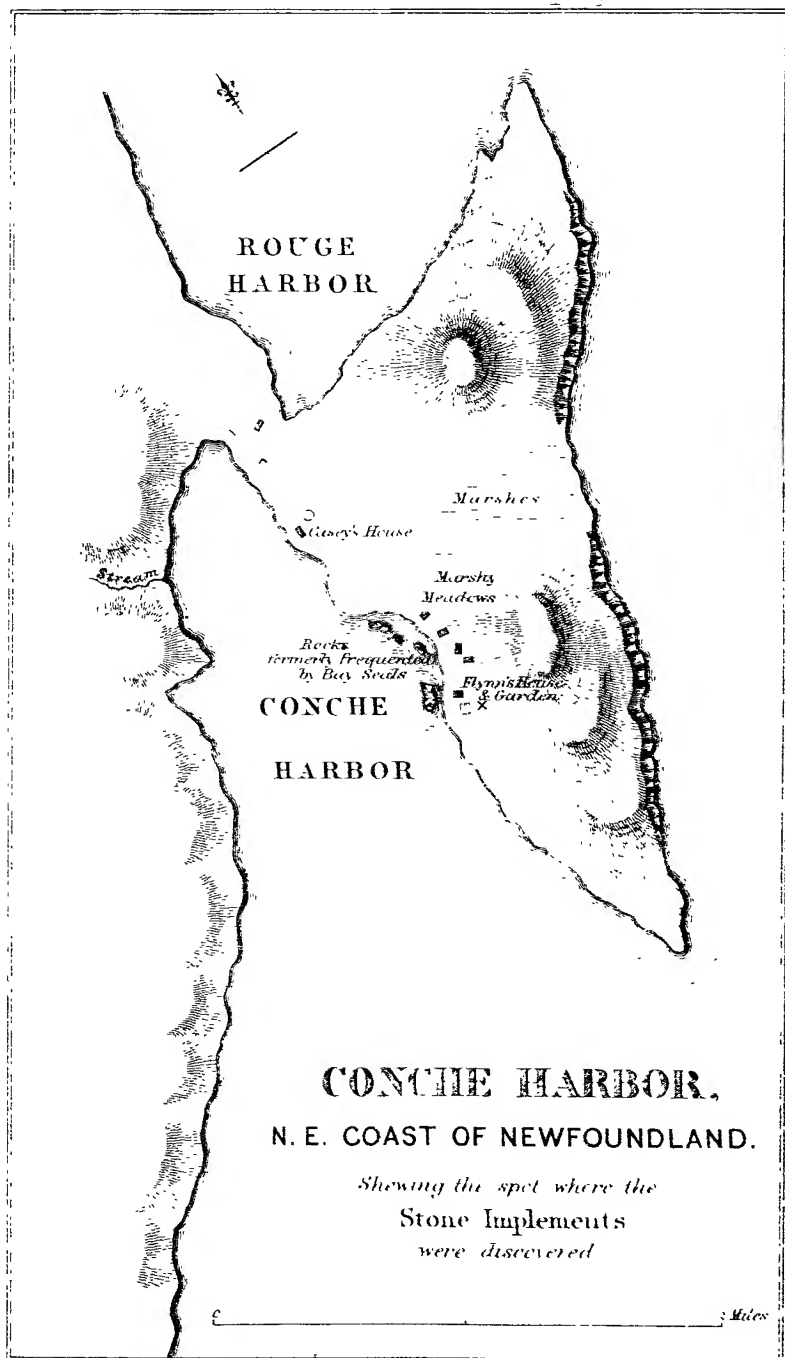 ROUGE
HARBOR
Marshes
Casey's House
Stream
Marshy
Meadows
Rocks
formerly frequented
by Bay Seals
Flynn's House
& Garden
CONCHE
HARBOR
CONCHE HARBOR.
N. E. COAST OF NEWFOUNDLAND.
Shewing the spot where the
Stone Implements
were discovered
Miles